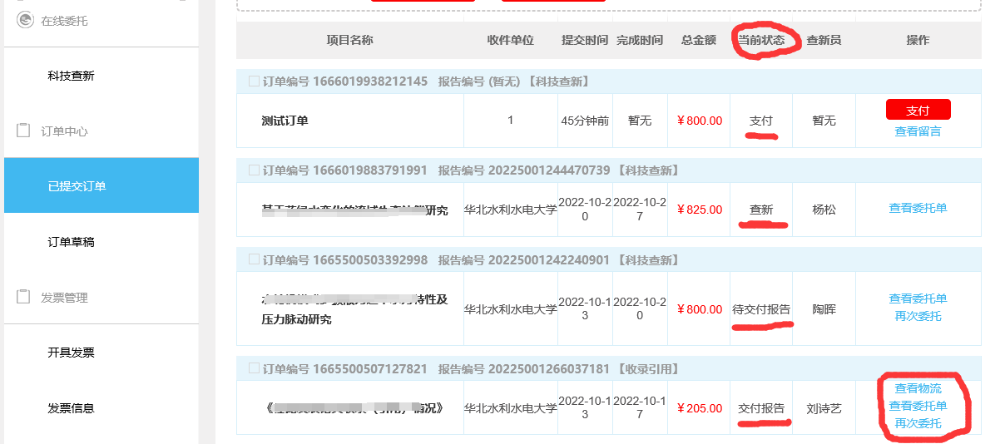 在线委托
科技查新
订单中心
已提交订单
订单草稿
发票管理
开具发票
发票信息
项目名称 收件单位 提交时间 完成时间 总金额 当前状态 查新员 操作
订单编号 1666019938212145 报告编号 (暂无) 【科技查新】
测试订单 1 45分钟前 暂无 ￥800.00 支付 暂无 支付
查看留言
订单编号 1666019883791991 报告编号 20225001244470739 【科技查新】
研究 华北水利水电大学 2022-10-20 2022-10-27 ￥825.00 查新 杨松 查看委托单
订单编号 1665500503392998 报告编号 20225001242240901 【科技查新】
特性及
压力脉动研究 华北水利水电大学 2022-10-13 2022-10-20 ￥800.00 待交付报告 陶晖 查看委托单
再次委托
订单编号 1665500507127821 报告编号 20225001266037181 【收录引用】
情况》 华北水利水电大学 2022-10-13 2022-10-17 ￥205.00 交付报告 刘诗艺 查看物流
查看委托单
再次委托